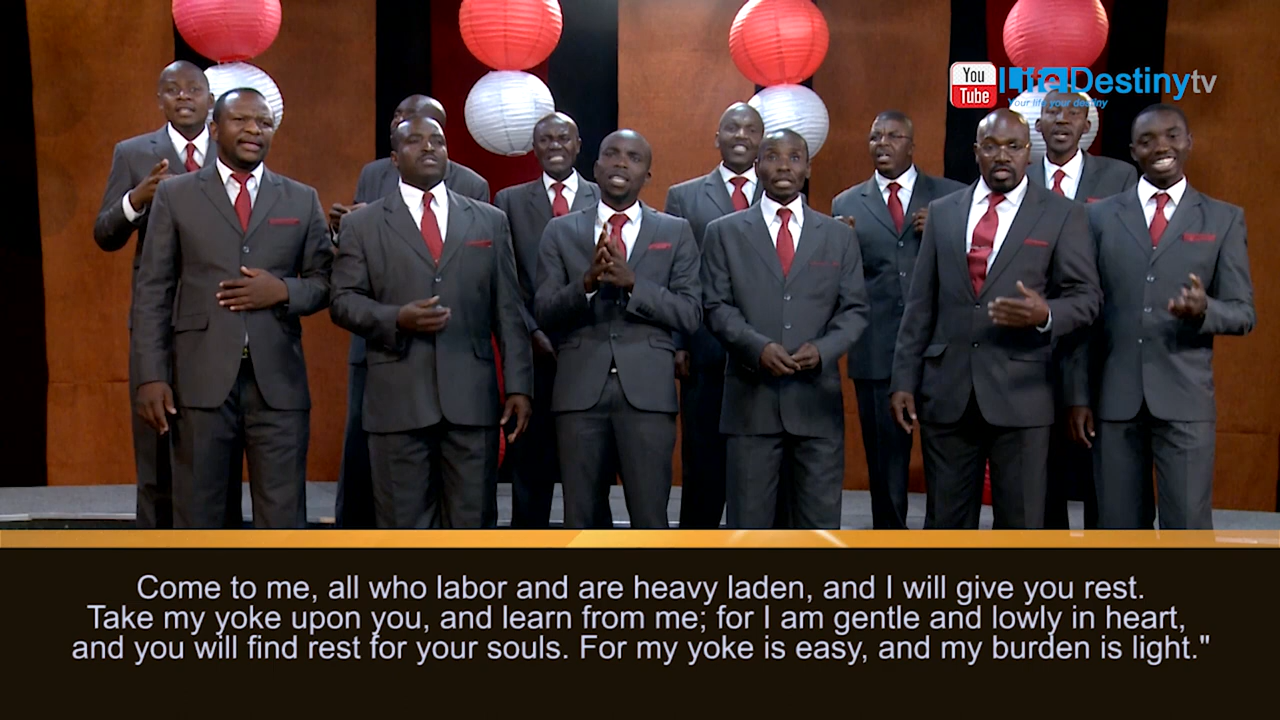 You
Tube
LifeDestinytv
Your life your destiny
Come to me, all who labor and are heavy laden, and I will give you rest.
Take my yoke upon you, and learn from me; for I am gentle and lowly in heart,
and you will find rest for your souls. For my yoke is easy, and my burden is light."